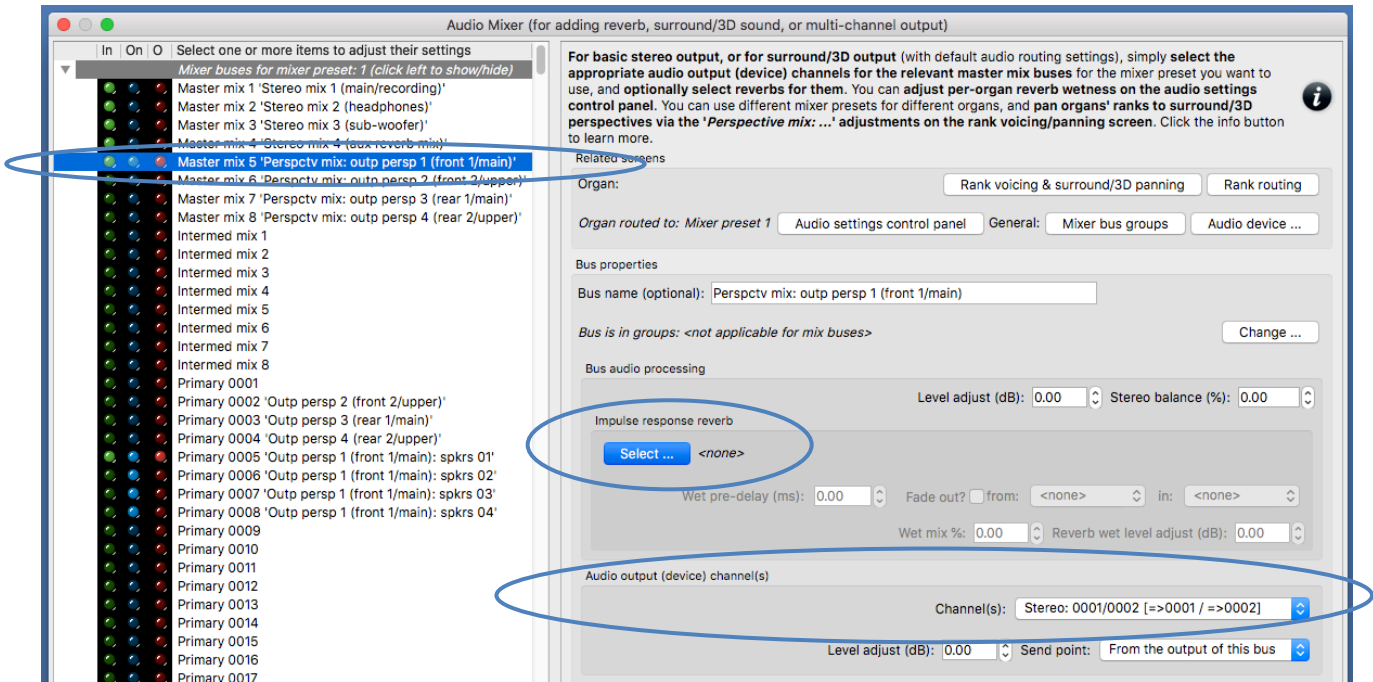 Audio Mixer (for adding reverb, surround/3D sound, or multi-channel output)
In On O Select one or more items to adjust their settings
Mixer buses for mixer preset: 1 (click left to show/hide)
Master mix 1 'Stereo mix 1 (main/recording)'
Master mix 2 'Stereo mix 2 (headphones)'
Master mix 3 'Stereo mix 3 (sub-woofer)'
Master mix 4 'Stereo mix 4 (aux reverb mix)'
Master mix 5 'Perspctv mix: outp persp 1 (front 1/main)'
Master mix 6 'Perspctv mix: outp persp 2 (front 2/upper)'
Master mix 7 'Perspctv mix: outp persp 3 (rear 1/main)'
Master mix 8 'Perspctv mix: outp persp 4 (rear 2/upper)'
Intermed mix 1
Intermed mix 2
Intermed mix 3
Intermed mix 4
Intermed mix 5
Intermed mix 6
Intermed mix 7
Intermed mix 8
Primary 0001
Primary 0002 'Outp persp 2 (front 2/upper)'
Primary 0003 'Outp persp 3 (rear 1/main)'
Primary 0004 'Outp persp 4 (rear 2/upper)'
Primary 0005 'Outp persp 1 (front 1/main): spkrs 01'
Primary 0006 'Outp persp 1 (front 1/main): spkrs 02'
Primary 0007 'Outp persp 1 (front 1/main): spkrs 03'
Primary 0008 'Outp persp 1 (front 1/main): spkrs 04'
Primary 0009
Primary 0010
Primary 0011
Primary 0012
Primary 0013
Primary 0014
Primary 0015
Primary 0016
Primary 0017
For basic stereo output, or for surround/3D output (with default audio routing settings), simply select the
appropriate audio output (device) channels for the relevant master mix buses for the mixer preset you want to
use, and optionally select reverbs for them. You can adjust per-organ reverb wetness on the audio settings
control panel. You can use different mixer presets for different organs, and pan organs' ranks to surround/3D
perspectives via the 'Perspective mix: ...' adjustments on the rank voicing/panning screen. Click the info button
to learn more.
i
Related screens
Organ: Rank voicing & surround/3D panning Rank routing
Organ routed to: Mixer preset 1 Audio settings control panel General: Mixer bus groups Audio device ...
Bus properties
Bus name (optional): Perspctv mix: outp persp 1 (front 1/main)
Bus is in groups: <not applicable for mix buses> Change ...
Bus audio processing
Level adjust (dB): 0.00 Stereo balance (%): 0.00
Impulse response reverb
Select ... <none>
Wet pre-delay (ms): 0.00 Fade out? from: <none> in: <none>
Wet mix %: 0.00 Reverb wet level adjust (dB): 0.00
Audio output (device) channel(s)
Channel(s): Stereo: 0001/0002 [=>0001 / =>0002]
Level adjust (dB): 0.00 Send point: From the output of this bus